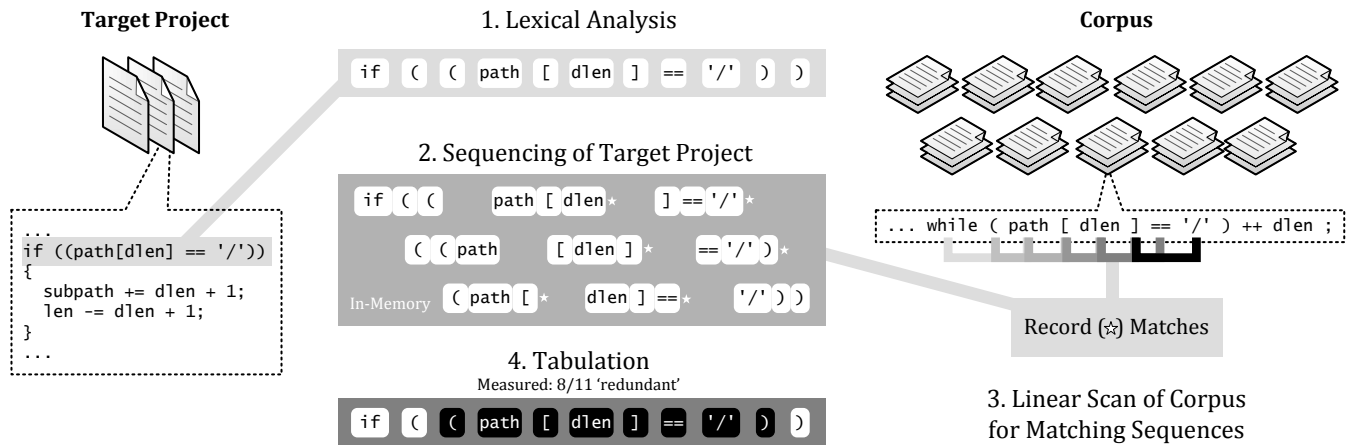 Target Project
...
if ((path[dlen] == '/'))
{
subpath += dlen + 1;
len -= dlen + 1;
}
...
1. Lexical Analysis
if ( ( path [ dlen ] == '/' ) )
2. Sequencing of Target Project
if ( ( path [ dlen ☆ ] == '/' ☆
( ( path [ dlen ] ☆ == '/' ) ☆
In-Memory ( path [ ☆ dlen ] == ☆ '/' ) )
4. Tabulation
Measured: 8/11 ‘redundant’
if ( ( path [ dlen ] == '/' ) )
Corpus
... while ( path [ dlen ] == '/' ) ++ dlen ;
Record (☆) Matches
3. Linear Scan of Corpus
for Matching Sequences